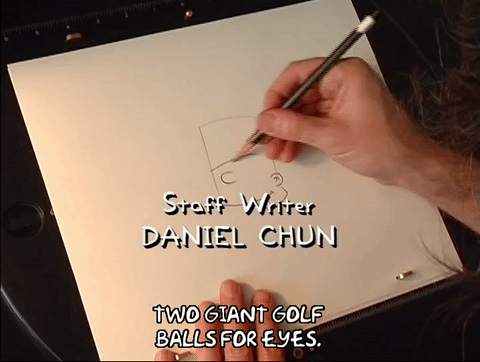 Staff Writer
DANIEL CHUN
TWO GIANT GOLF
BALLS FOR EYES.